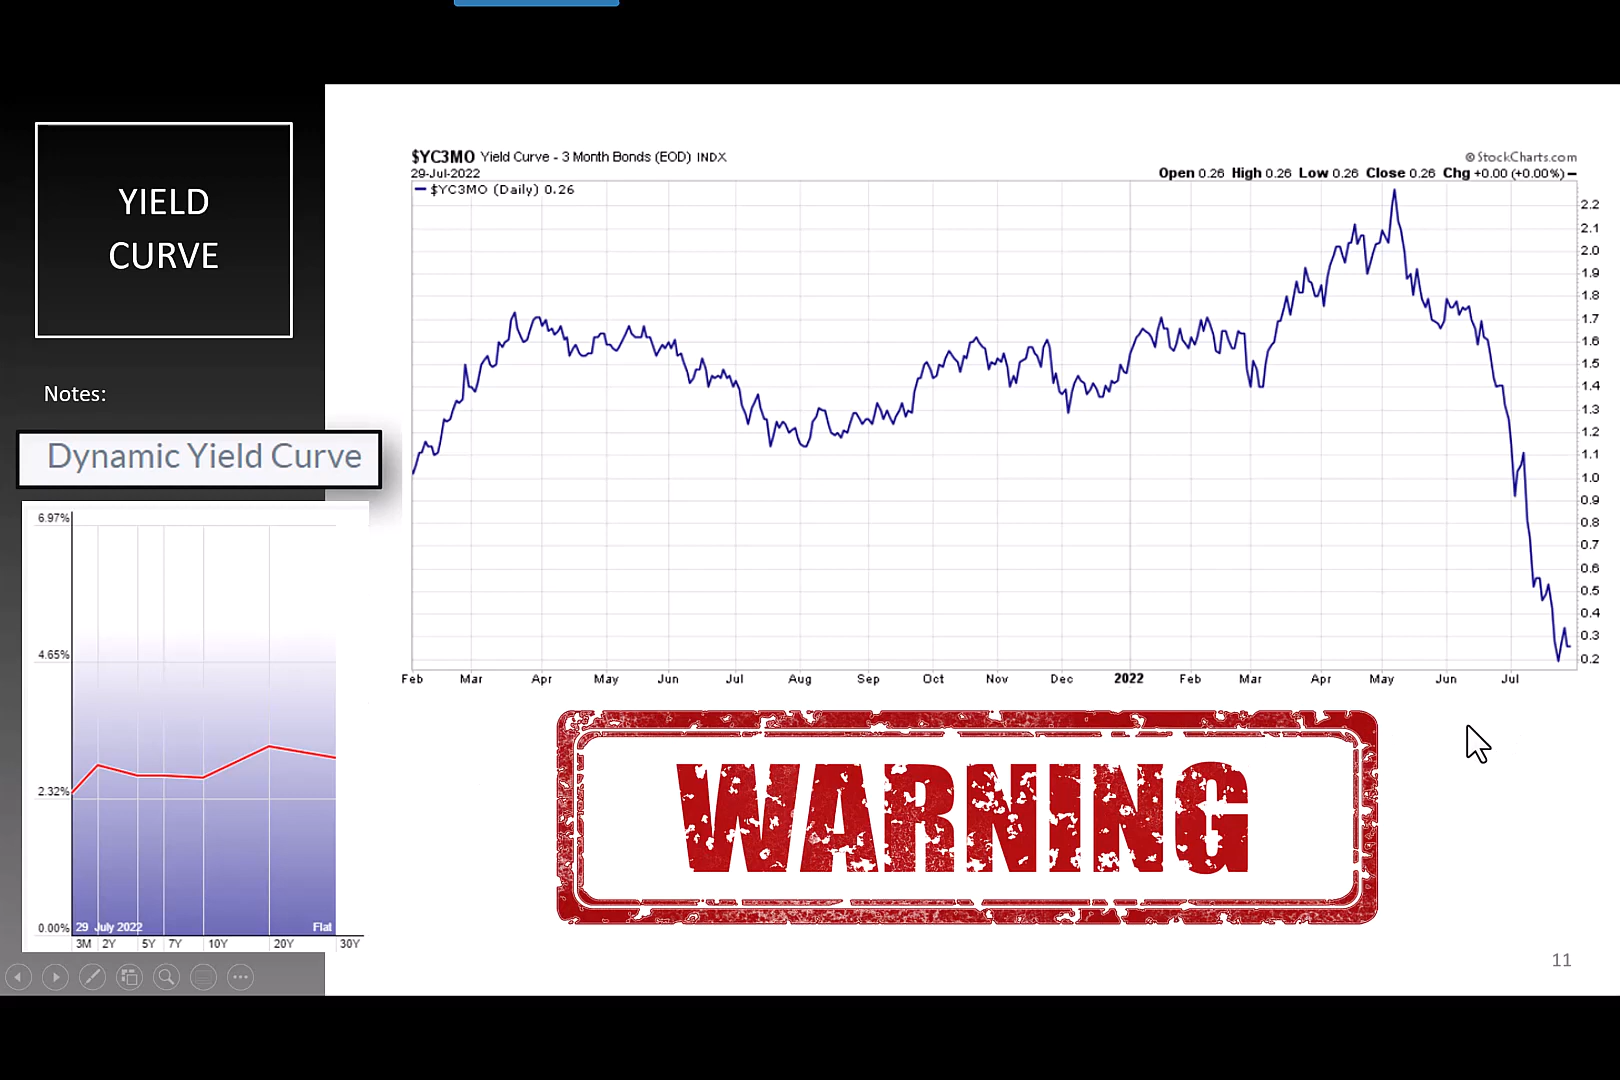 YIELD
CURVE
Notes:
Dynamic Yield Curve
6.97%
4.65%
2.32%
0.00%
29 July 2022 Flat
3M 2Y 5Y 7Y 10Y 20Y 30Y
$YC3MO Yield Curve - 3 Month Bonds (EOD) INDX
© StockCharts.com
29-Jul-2022
Open 0.26 High 0.26 Low 0.26 Close 0.26 Chg +0.00 (+0.00%)
$YC3MO (Daily) 0.26
2.2
2.1
2.0
1.9
1.8
1.7
1.6
1.5
1.4
1.3
1.2
1.1
1.0
0.9
0.8
0.7
0.6
0.5
0.4
0.3
0.2
Feb Mar Apr May Jun Jul Aug Sep Oct Nov Dec 2022 Feb Mar Apr May Jun Jul
WARNING
11